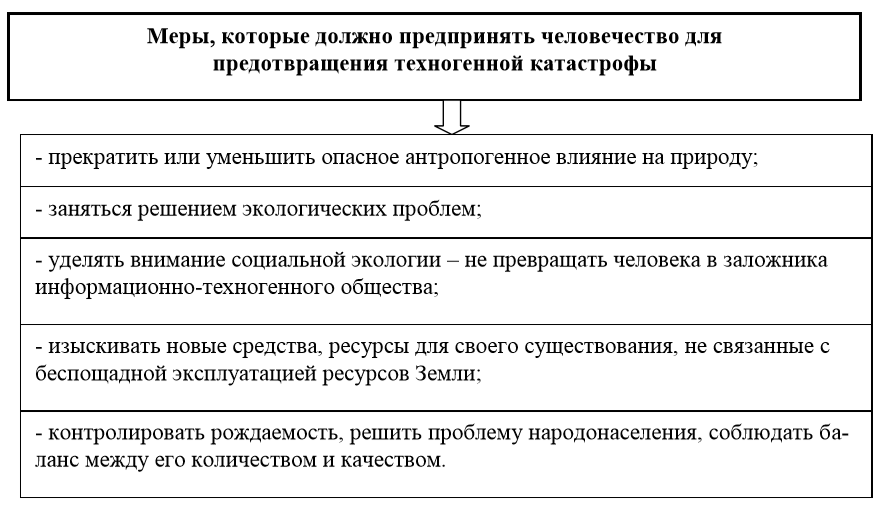 Меры, которые должно предпринять человечество для
предотвращения техногенной катастрофы
- прекратить или уменьшить опасное антропогенное влияние на природу;
- заняться решением экологических проблем;
- уделять внимание социальной экологии – не превращать человека в заложника
информационно-техногенного общества;
- изыскивать новые средства, ресурсы для своего существования, не связанные с
беспощадной эксплуатацией ресурсов Земли;
- контролировать рождаемость, решить проблему народонаселения, соблюдать ба-
ланс между его количеством и качеством.